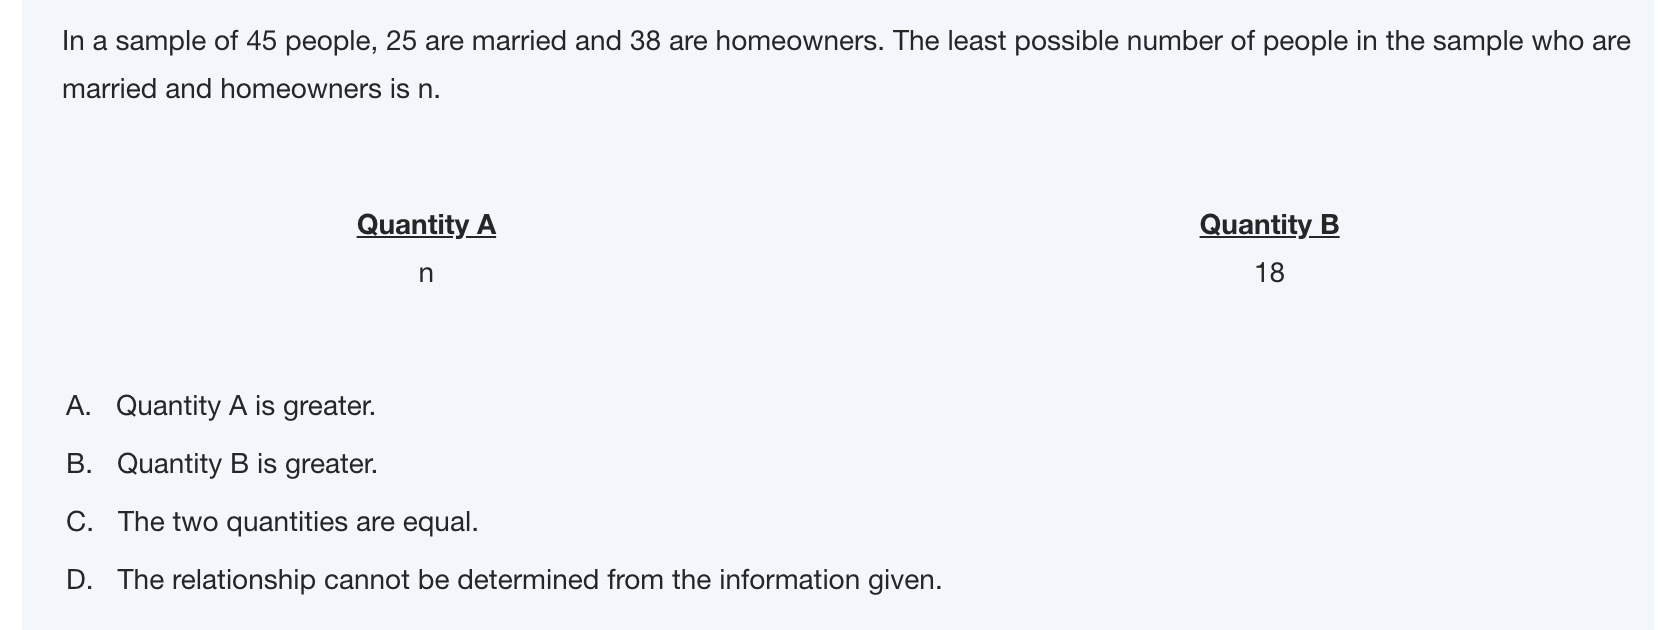 In a sample of 45 people, 25 are married and 38 are homeowners. The least possible number of people in the sample who are
married and homeowners is n.
Quantity A
Quantity B
n
18
A. Quantity A is greater.
B. Quantity B is greater.
C. The two quantities are equal.
D. The relationship cannot be determined from the information given.